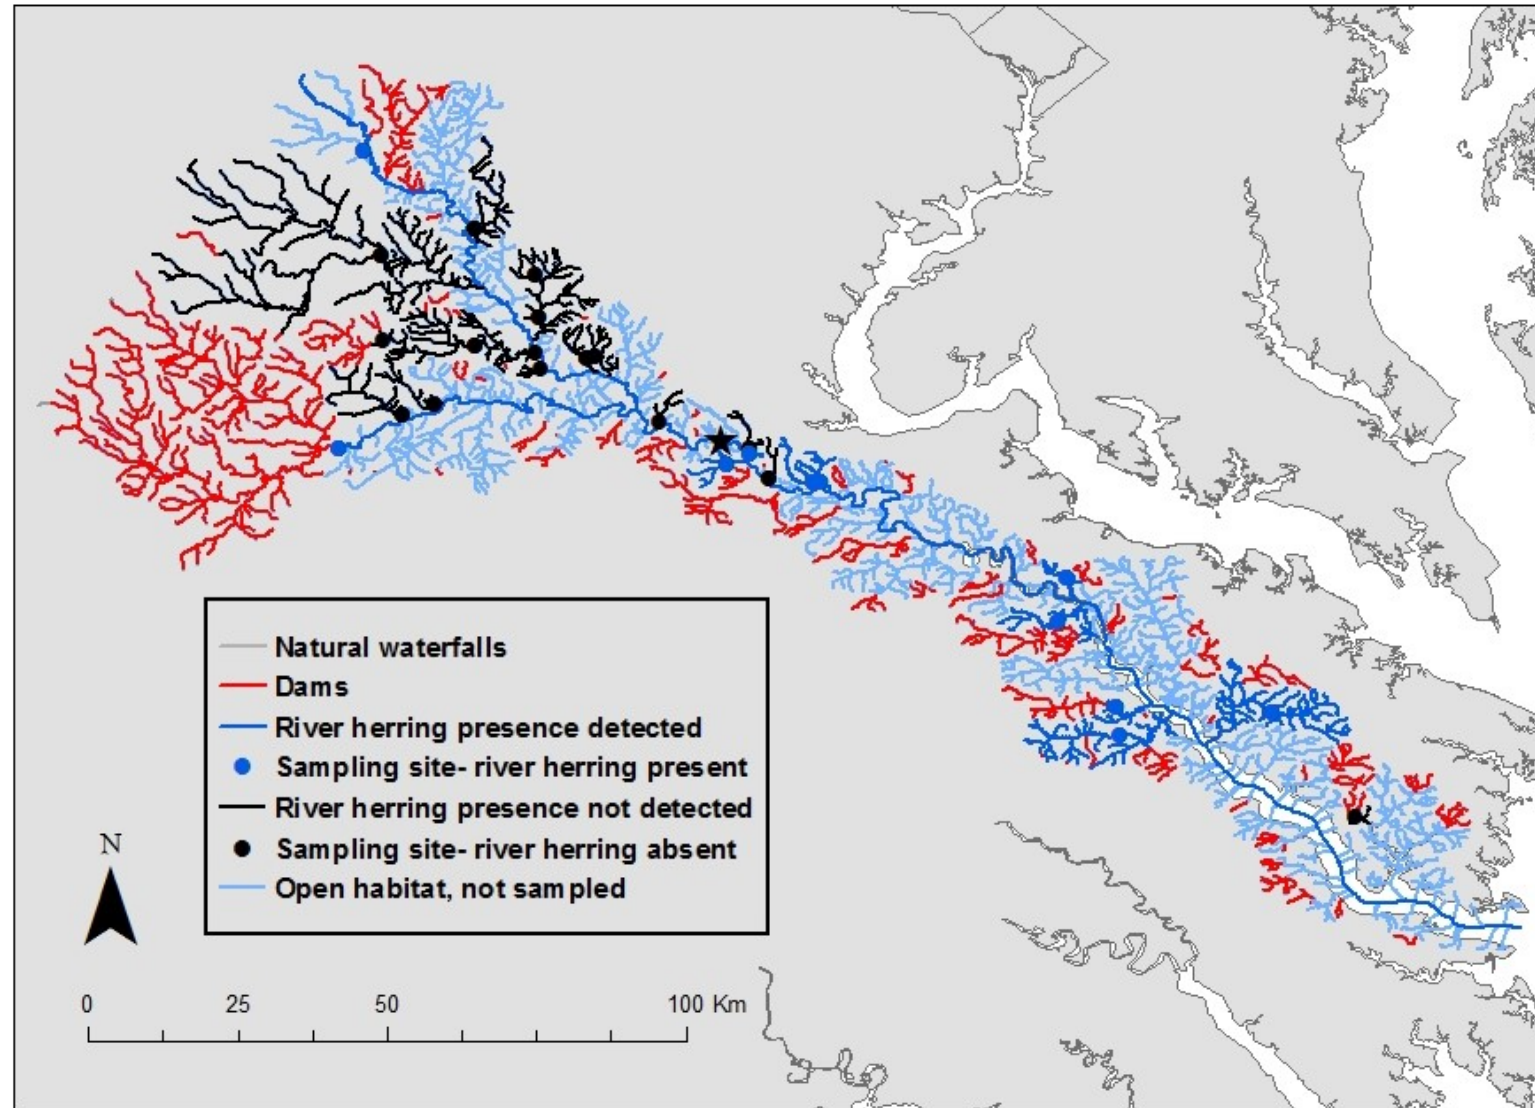 Natural waterfalls
Dams
River herring presence detected
Sampling site- river herring present
River herring presence not detected
Sampling site- river herring absent
Open habitat, not sampled
N
0 25 50 100 Km